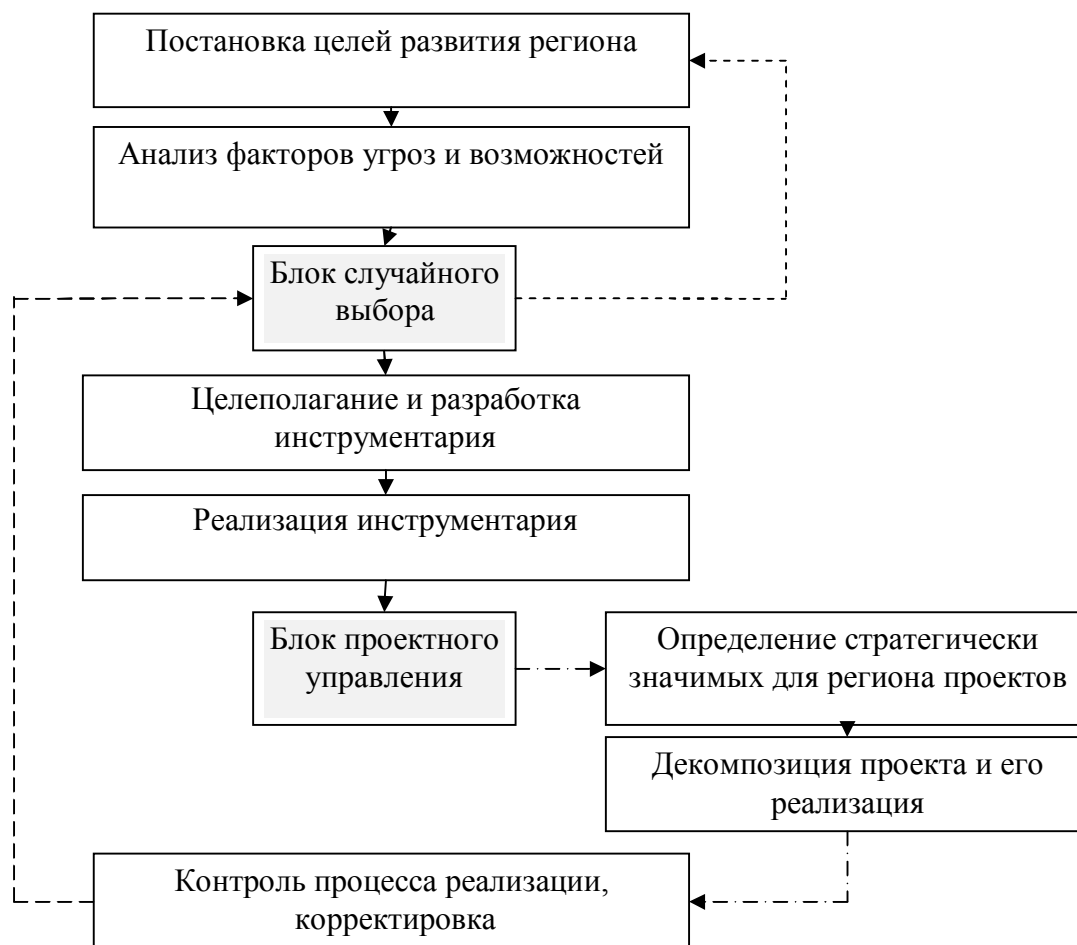 Постановка целей развития региона
Анализ факторов угроз и возможностей
Блок случайного
выбора
Целеполагание и разработка
инструментария
Реализация инструментария
Блок проектного
управления
Определение стратегически
значимых для региона проектов
Декомпозиция проекта и его
реализация
Контроль процесса реализации,
корректировка